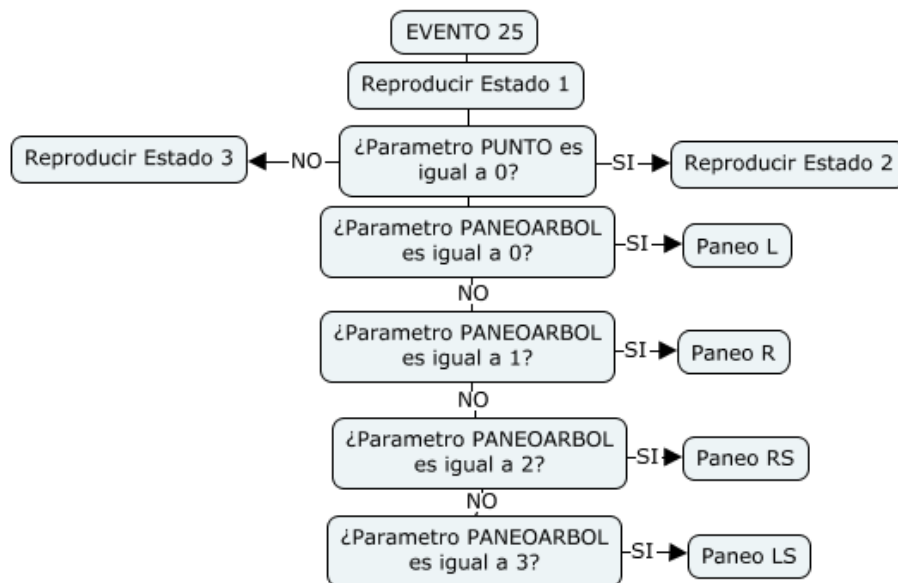 EVENTO 25
Reproducir Estado 1
¿Parametro PUNTO es
igual a 0?
NO
Reproducir Estado 3
SI
Reproducir Estado 2
¿Parametro PANEOARBOL
es igual a 0?
SI
Paneo L
NO
¿Parametro PANEOARBOL
es igual a 1?
SI
Paneo R
NO
¿Parametro PANEOARBOL
es igual a 2?
SI
Paneo RS
NO
¿Parametro PANEOARBOL
es igual a 3?
SI
Paneo LS